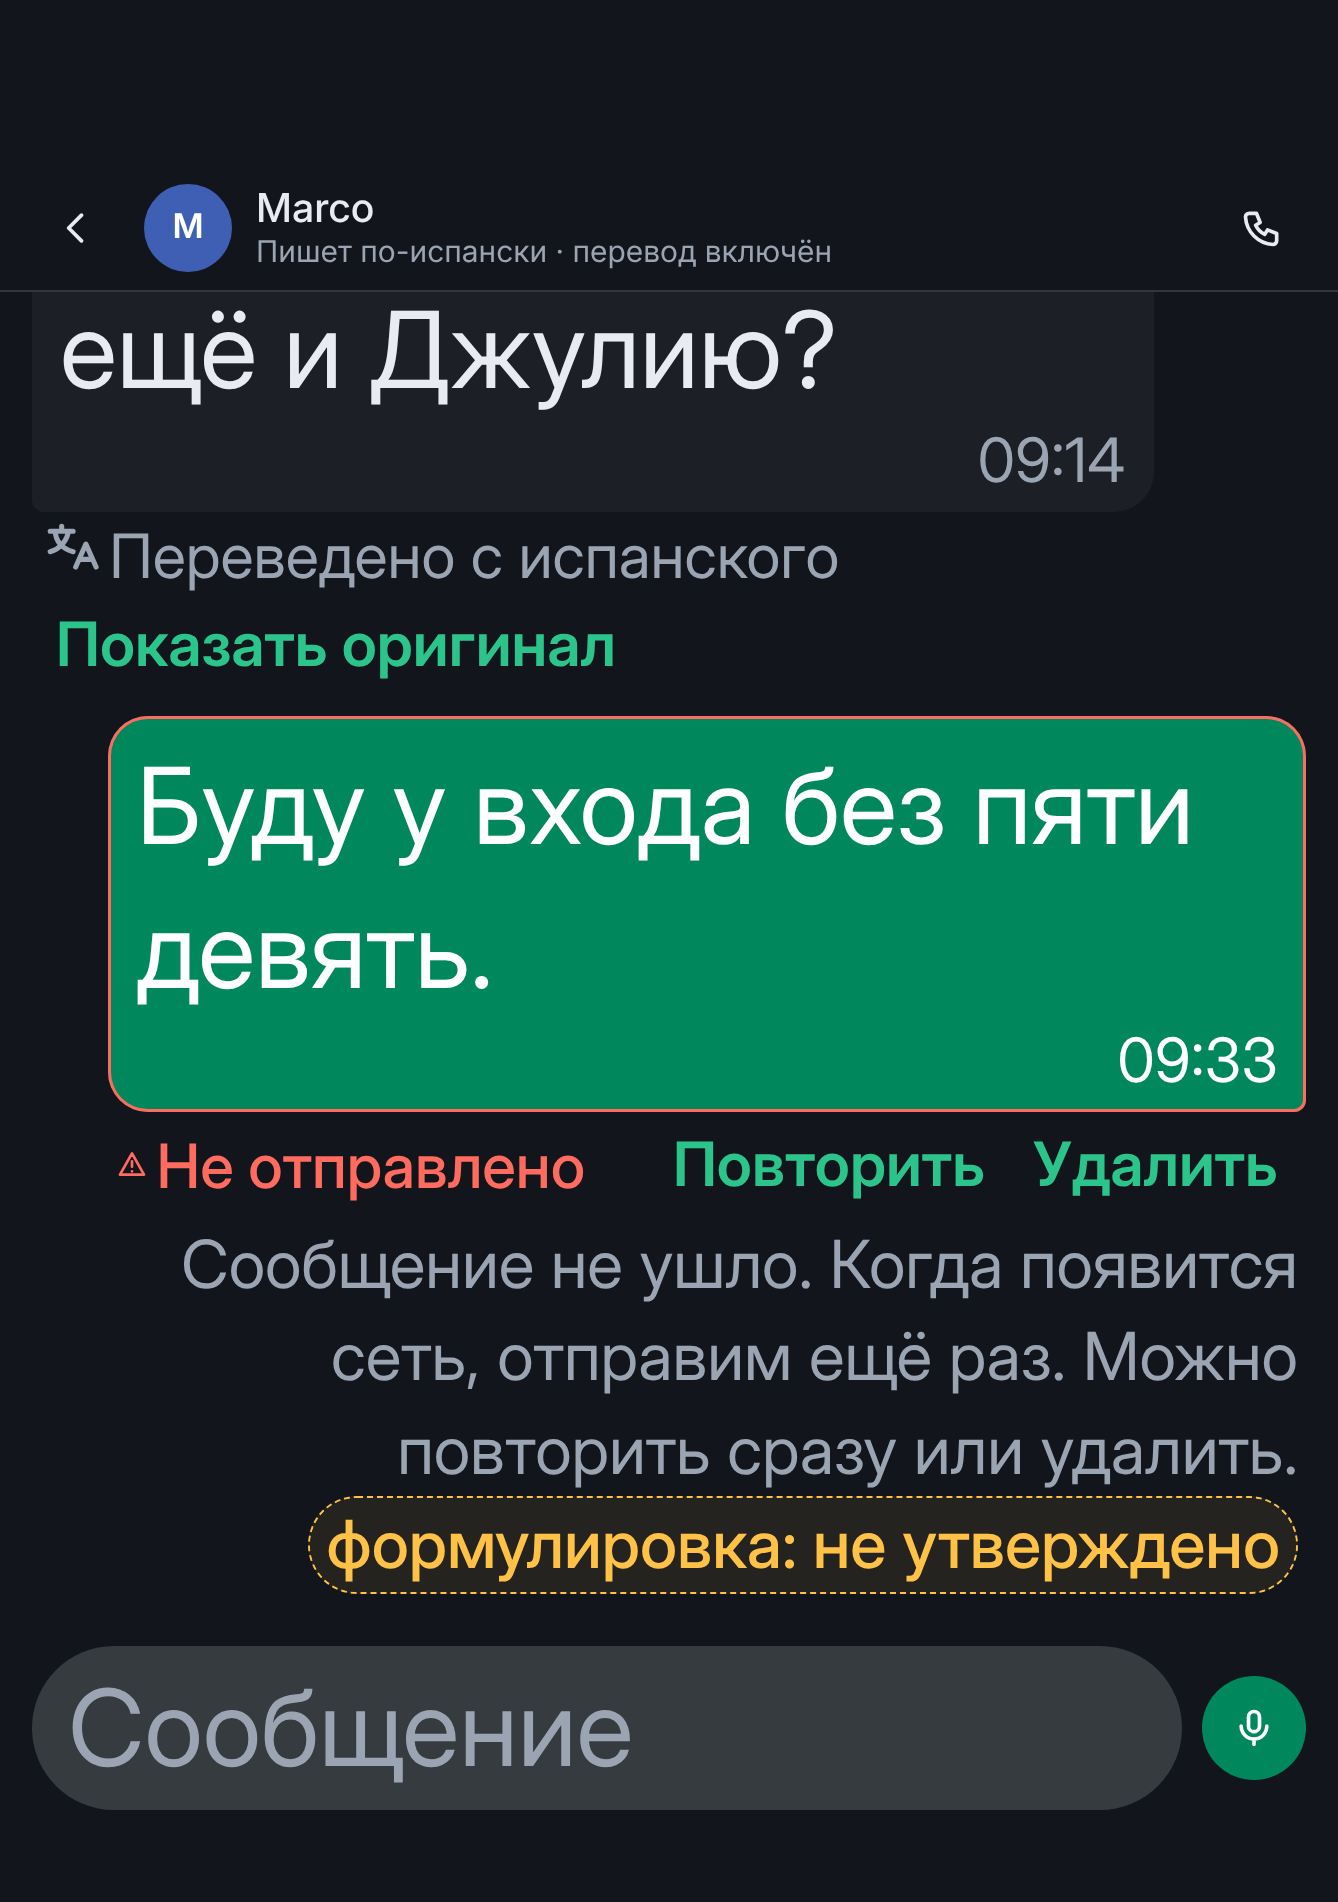 M
Marco
Пишет по-испански · перевод включён
ещё и Джулию?
09:14
Переведено с испанского
Показать оригинал
Буду у входа без пяти
девять.
09:33
Не отправлено Повторить Удалить
Сообщение не ушло. Когда появится
сеть, отправим ещё раз. Можно
повторить сразу или удалить.
формулировка: не утверждено
Сообщение